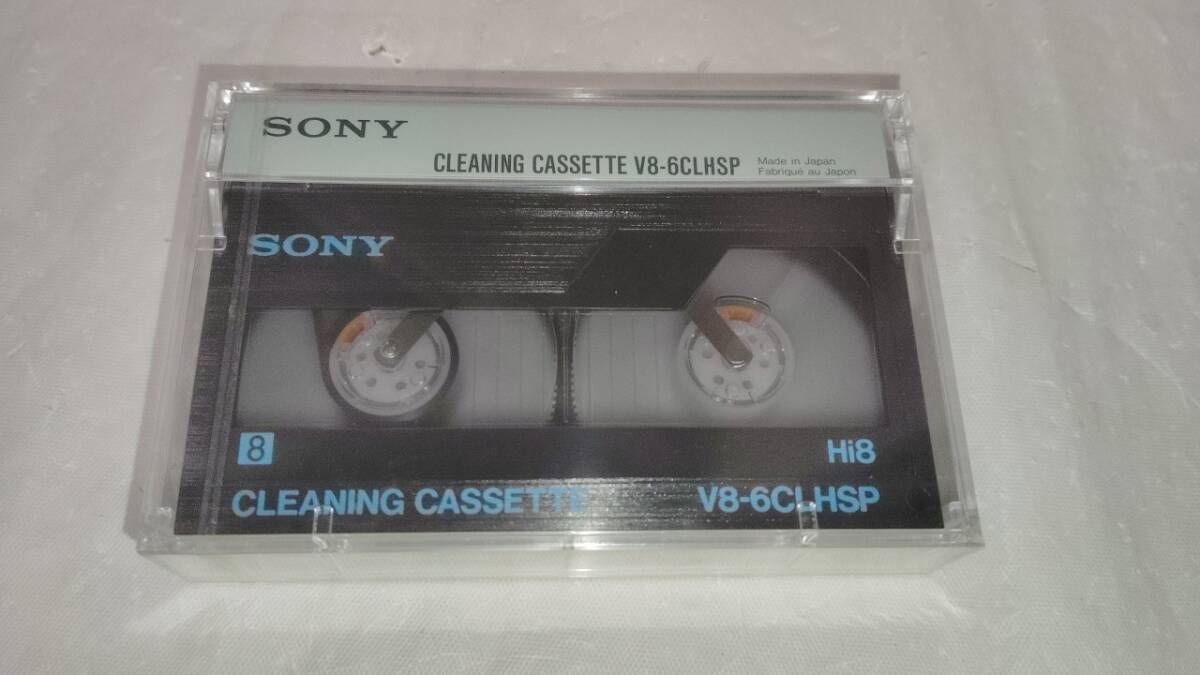 SONY
CLEANING CASSETTE V8-6CLHSP
Made in Japan
Fabriqué au Japon
SONY
8
Hi8
CLEANING CASSETTE
V8-6CLHSP